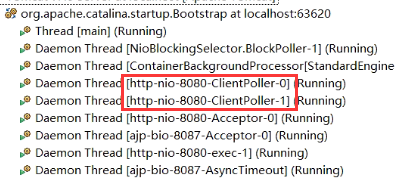 org.apache.catalina.startup.Bootstrap at localhost:63620
Thread [main] (Running)
Daemon Thread [NioBlockingSelector.BlockPoller-1] (Running)
Daemon Thread [ContainerBackgroundProcessor[StandardEngine
Daemon Thread [http-nio-8080-ClientPoller-0] (Running)
Daemon Thread [http-nio-8080-ClientPoller-1] (Running)
Daemon Thread [http-nio-8080-Acceptor-0] (Running)
Daemon Thread [ajp-bio-8087-Acceptor-0] (Running)
Daemon Thread [http-nio-8080-exec-1] (Running)
Daemon Thread [ajp-bio-8087-AsyncTimeout] (Running)